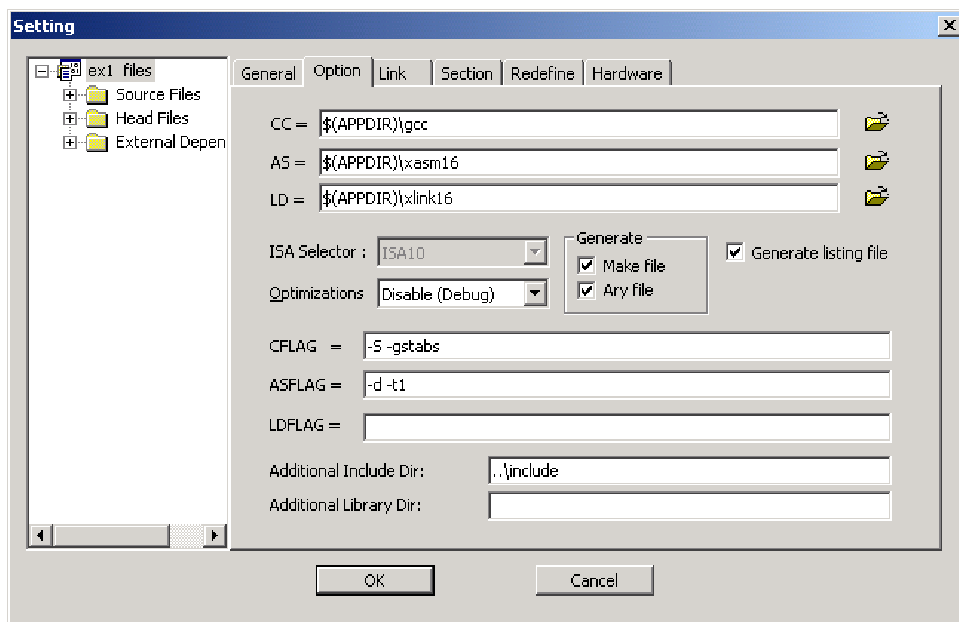 Setting
ex1 files
Source Files
Head Files
External Depen
General Option Link Section Redefine Hardware
CC = $(APPDIR)\gcc
AS = $(APPDIR)\xasm16
LD = $(APPDIR)\xlink16
ISA Selector : ISA10
Optimizations Disable (Debug)
Generate
Make file
Ary file
Generate listing file
CFLAG = -S -gstabs
ASFLAG = -d -t1
LDFLAG =
Additional Include Dir: ..\include
Additional Library Dir:
OK Cancel